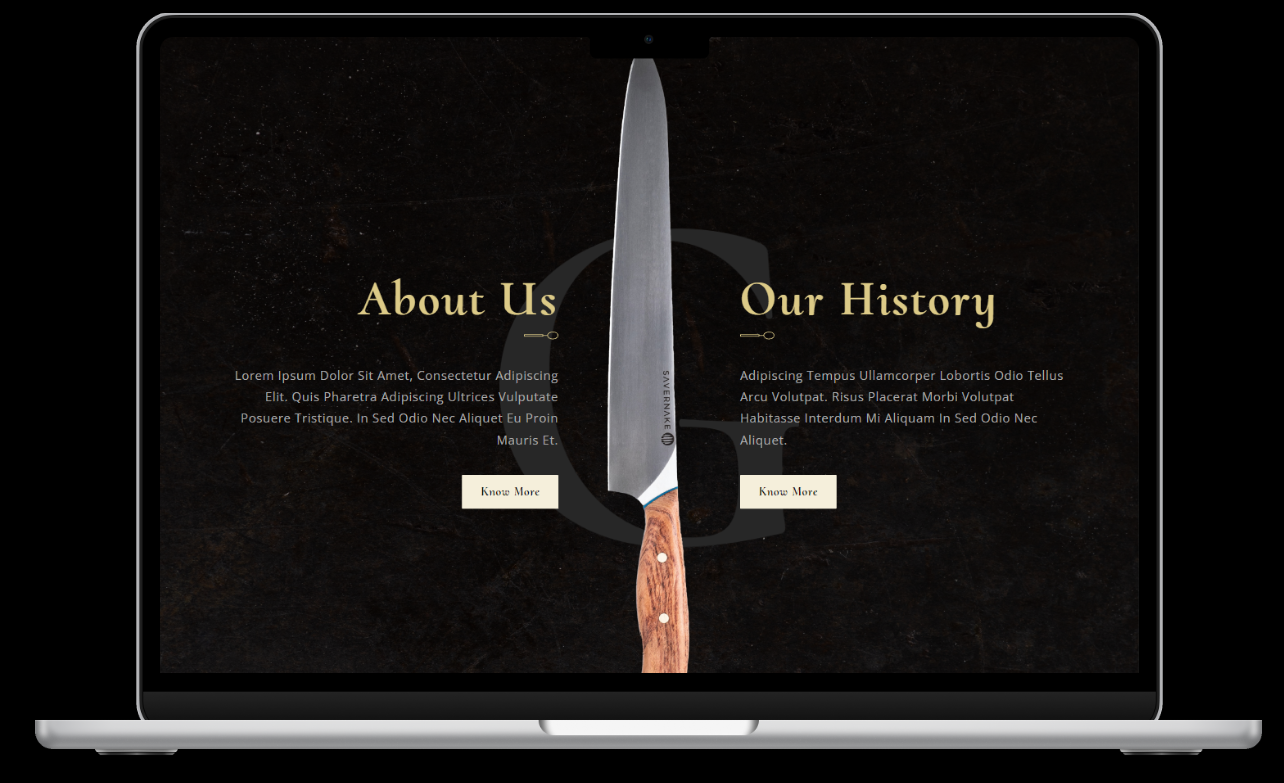 About Us
Lorem Ipsum Dolor Sit Amet, Consectetur Adipiscing
Elit. Quis Pharetra Adipiscing Ultrices Vulputate
Posuere Tristique. In Sed Odio Nec Aliquet Eu Proin
Mauris Et.
Know More
G
SAVERNAKE
Our History
Adipiscing Tempus Ullamcorper Lobortis Odio Tellus
Arcu Volutpat. Risus Placerat Morbi Volutpat
Habitasse Interdum Mi Aliquam In Sed Odio Nec
Aliquet.
Know More